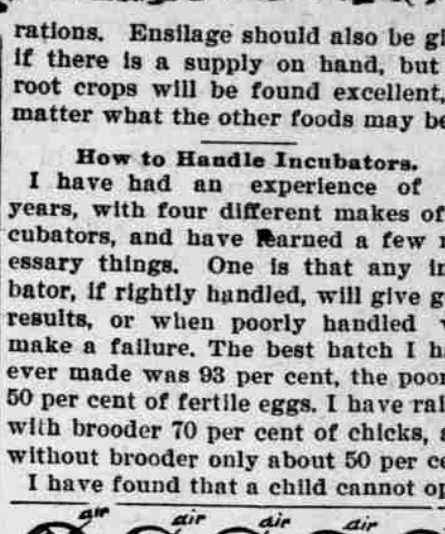 rations. Ensilage should also be gi
if there is a supply on hand, but
root crops will be found excellent.
matter what the other foods may be
How to Handle Incubators.
I have had an experience of
years, with four different makes of
cubators, and have learned a few n
essary things. One is that any in
bator, if rightly handled, will give g
results, or when poorly handled
make a failure. The best batch I ha
ever made was 93 per cent, the poor
50 per cent of fertile eggs. I have rai
with brooder 70 per cent of chicks, a
without brooder only about 50 per ce
I have found that a child cannot op
air air air air